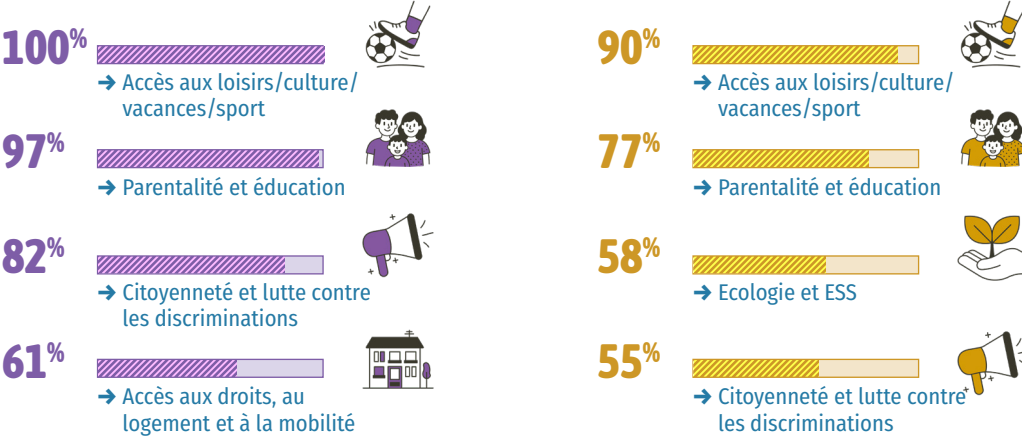 100%
→ Accès aux loisirs/culture/
vacances/sport
97%
→ Parentalité et éducation
82%
→ Citoyenneté et lutte contre
les discriminations
61%
→ Accès aux droits, au
logement et à la mobilité
90%
→ Accès aux loisirs/culture/
vacances/sport
77%
→ Parentalité et éducation
58%
→ Ecologie et ESS
55%
→ Citoyenneté et lutte contre
les discriminations